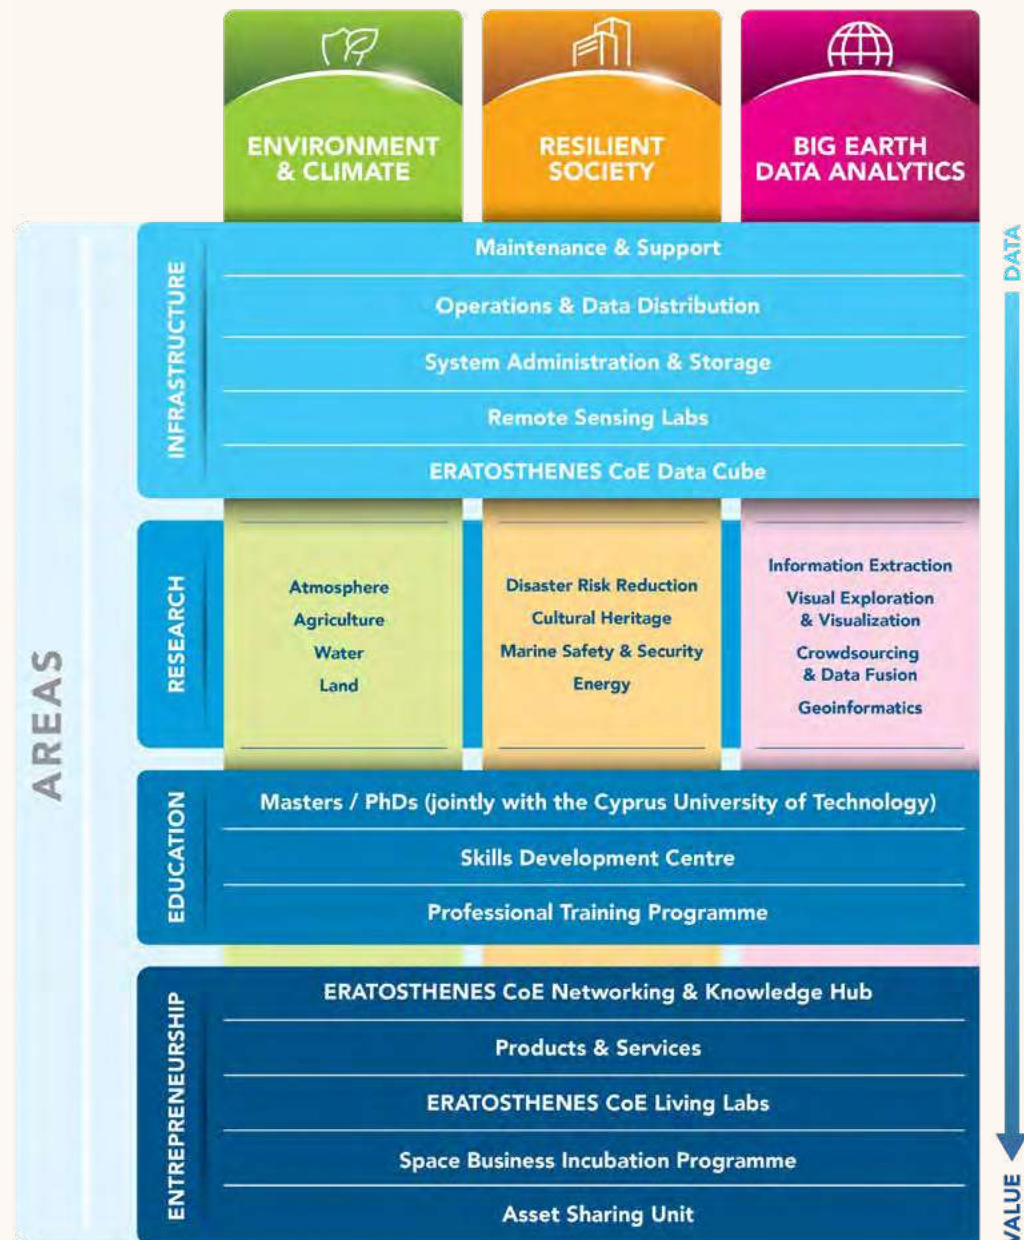 ENVIRONMENT
& CLIMATE
RESILIENT
SOCIETY
BIG EARTH
DATA ANALYTICS
DATA
AREAS
INFRASTRUCTURE
Maintenance & Support
Operations & Data Distribution
System Administration & Storage
Remote Sensing Labs
ERATOSTHENES CoE Data Cube
RESEARCH
Atmosphere
Agriculture
Water
Land
Disaster Risk Reduction
Cultural Heritage
Marine Safety & Security
Energy
Information Extraction
Visual Exploration
& Visualization
Crowdsourcing
& Data Fusion
Geoinformatics
EDUCATION
Masters / PhDs (jointly with the Cyprus University of Technology)
Skills Development Centre
Professional Training Programme
ENTREPRENEURSHIP
ERATOSTHENES CoE Networking & Knowledge Hub
Products & Services
ERATOSTHENES CoE Living Labs
Space Business Incubation Programme
Asset Sharing Unit
VALUE